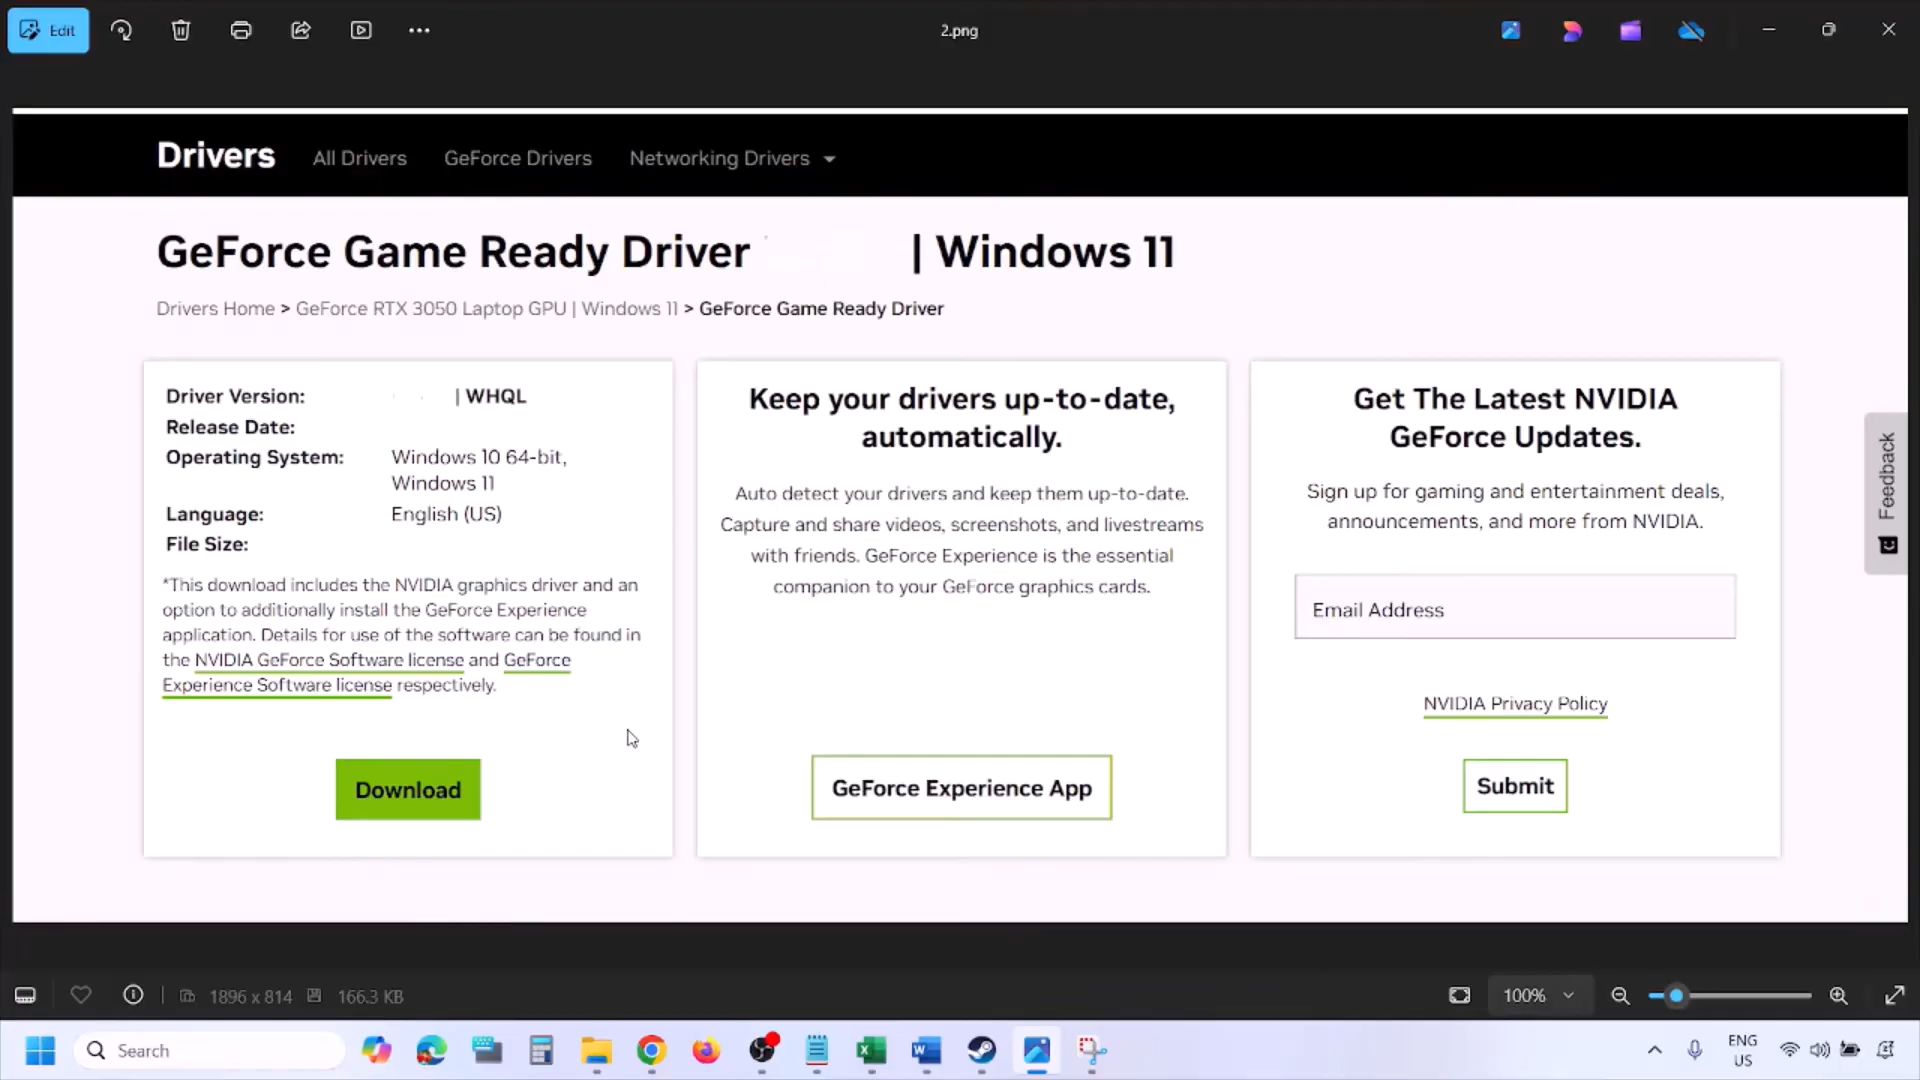 Edit
2.png
Drivers All Drivers GeForce Drivers Networking Drivers
GeForce Game Ready Driver | Windows 11
Drivers Home > GeForce RTX 3050 Laptop GPU | Windows 11 > GeForce Game Ready Driver
Driver Version: | WHQL
Release Date:
Operating System: Windows 10 64-bit,
Windows 11
Language: English (US)
File Size:
*This download includes the NVIDIA graphics driver and an
option to additionally install the GeForce Experience
application. Details for use of the software can be found in
the NVIDIA GeForce Software license and GeForce
Experience Software license respectively.
Download
Keep your drivers up-to-date,
automatically.
Auto detect your drivers and keep them up-to-date.
Capture and share videos, screenshots, and livestreams
with friends. GeForce Experience is the essential
companion to your GeForce graphics cards.
GeForce Experience App
Get The Latest NVIDIA
GeForce Updates.
Sign up for gaming and entertainment deals,
announcements, and more from NVIDIA.
Email Address
NVIDIA Privacy Policy
Submit
Feedback
1896 x 814 166.3 KB
100%
Search
ENG
US